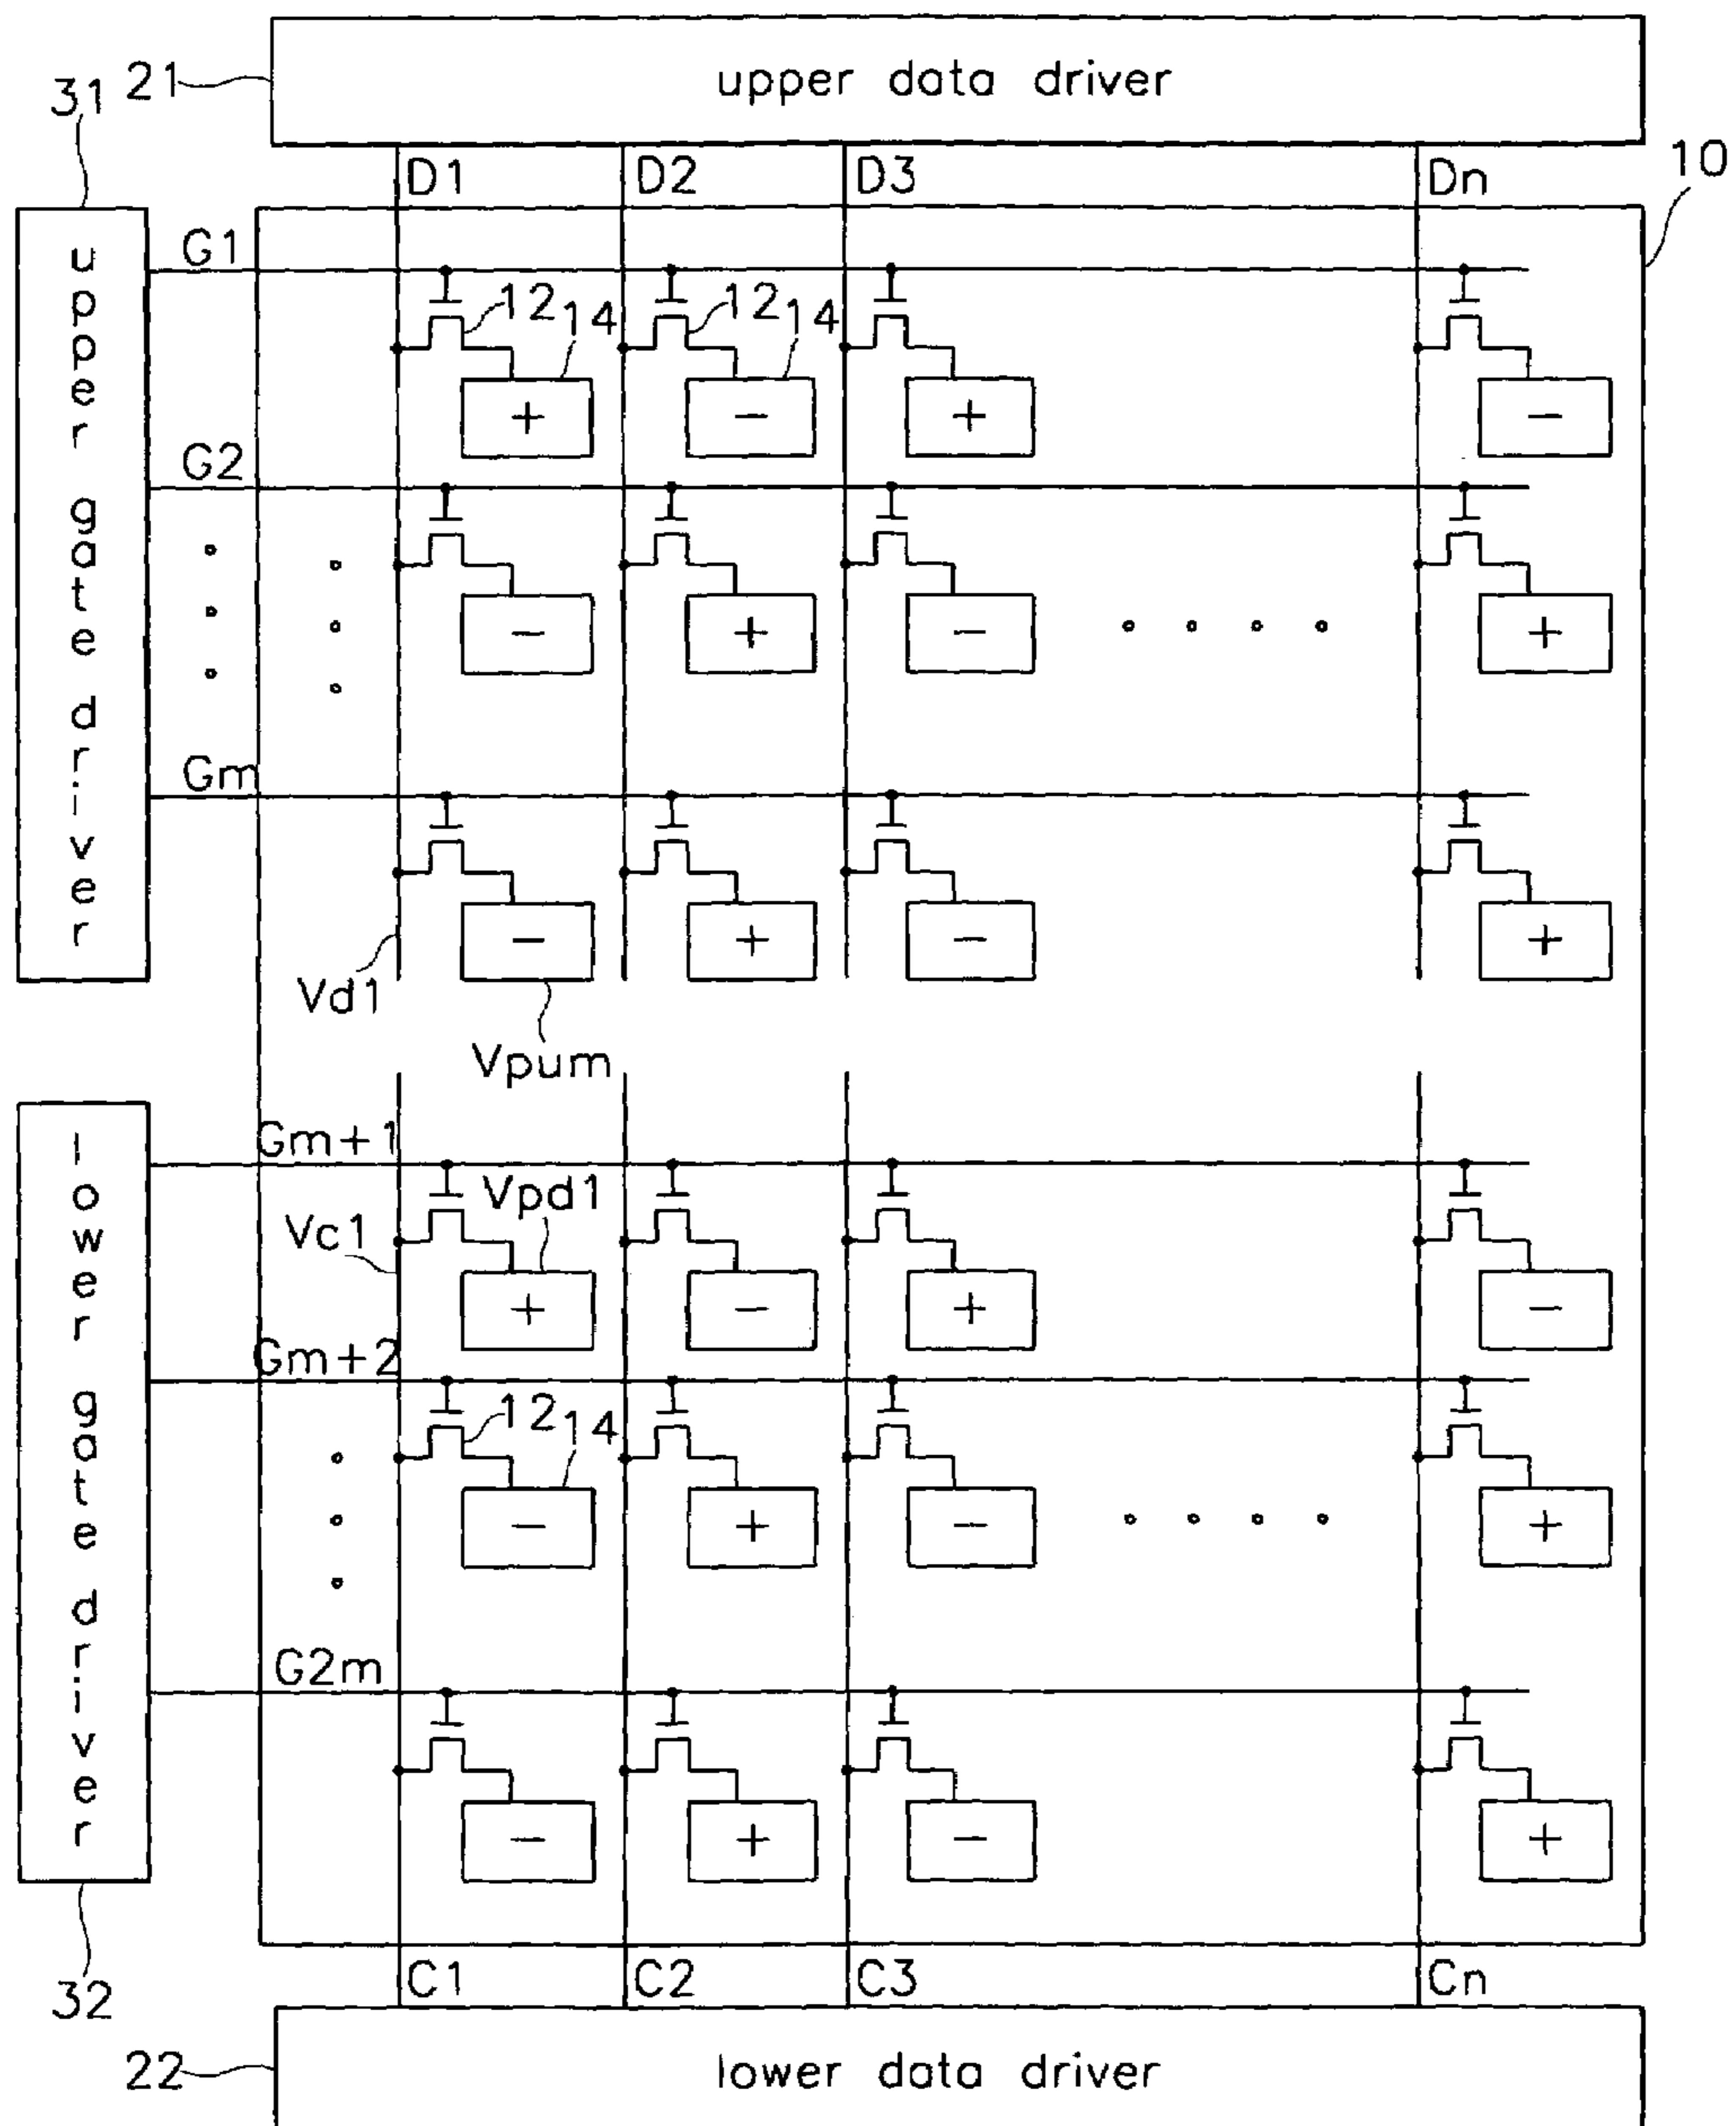 21
upper data driver
31
D1
D2
D3
Dn
10
upper gate driver
G1
12
14
12
14
+
−
+
−
G2
−
+
−
+
Gm
−
+
−
+
Vd1
Vpum
lower gate driver
Gm+1
Vpd1
Vc1
+
−
+
−
Gm+2
12
14
−
+
−
+
G2m
−
+
−
+
32
C1
C2
C3
Cn
22
lower data driver